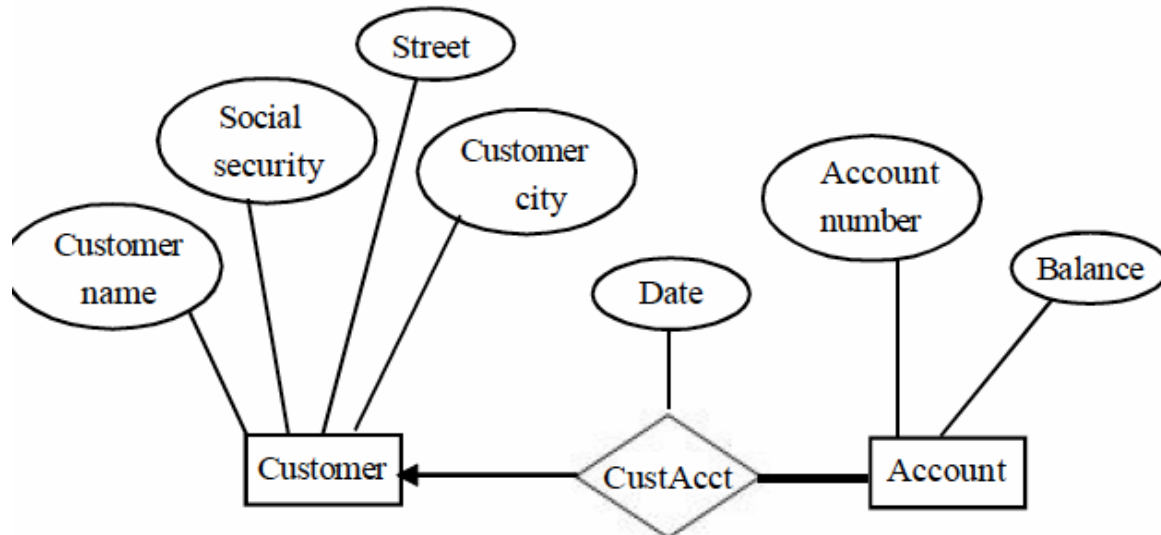 Street
Social
security
Customer
city
Account
number
Customer
name
Date
Balance
Customer
CustAcct
Account